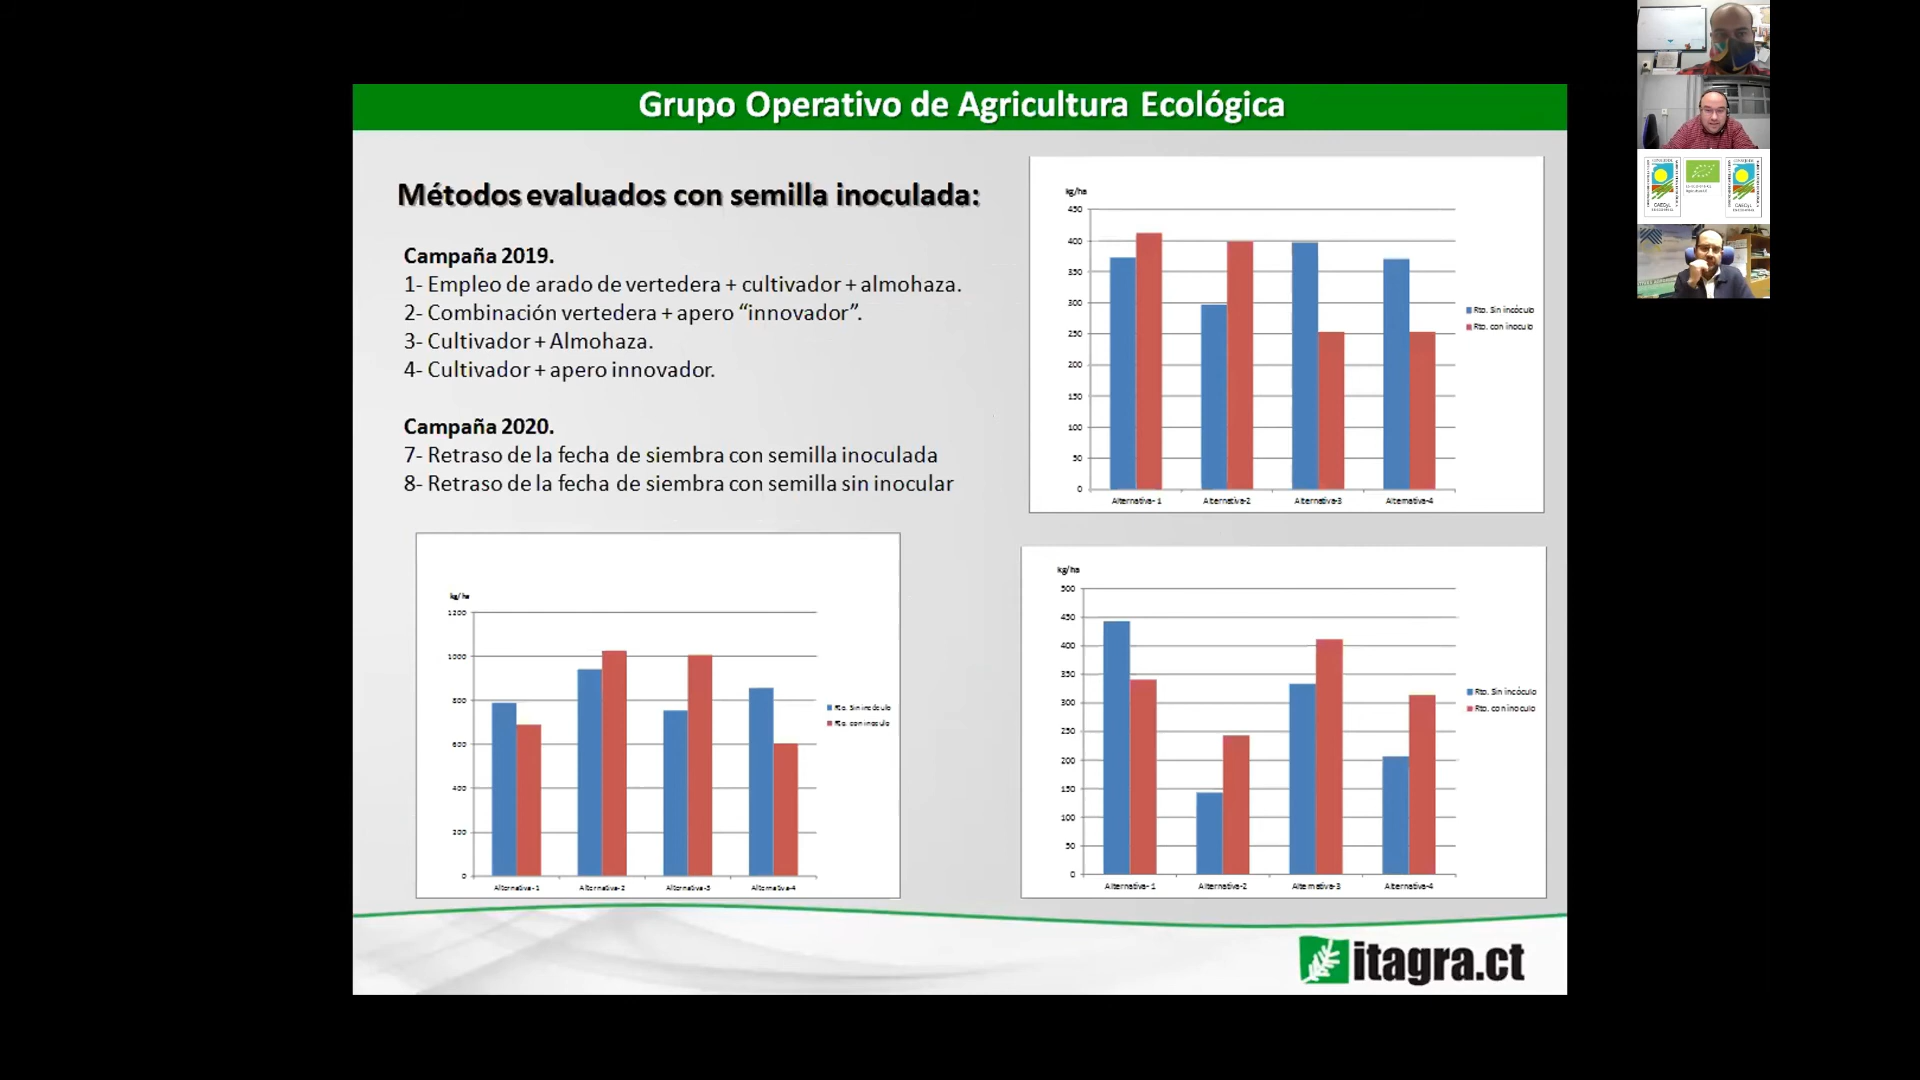 Grupo Operativo de Agricultura Ecológica
Métodos evaluados con semilla inoculada:
Campaña 2019.
1- Empleo de arado de vertedera + cultivador + almohaza.
2- Combinación vertedera + apero “innovador”.
3- Cultivador + Almohaza.
4- Cultivador + apero innovador.
Campaña 2020.
7- Retraso de la fecha de siembra con semilla inoculada
8- Retraso de la fecha de siembra con semilla sin inocular
kg/ha
450
400
350
300
250
200
150
100
50
0
Alternativa-1 Alternativa-2 Alternativa-3 Alternativa-4
Rto. Sin inóculo
Rto. con inoculo
kg/ha
1200
1000
800
600
400
200
0
Alternativa-1 Alternativa-2 Alternativa-3 Alternativa-4
Rto. Sin inóculo
Rto. con inoculo
kg/ha
500
450
400
350
300
250
200
150
100
50
0
Alternativa-1 Alternativa-2 Alternativa-3 Alternativa-4
Rto. Sin inóculo
Rto. con inoculo
itagra.ct
CAECyL
CAECyL